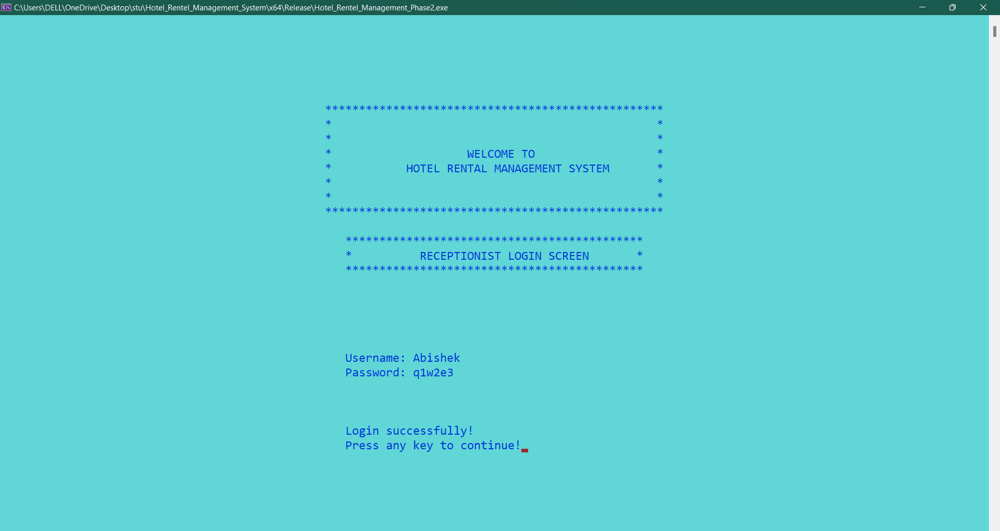 C:\Users\DELL\OneDrive\Desktop\stu\Hotel_Rentel_Management_System\x64\Release\Hotel_Rentel_Management_Phase2.exe
**************************************************
* *
* *
* WELCOME TO *
* HOTEL RENTAL MANAGEMENT SYSTEM *
* *
* *
**************************************************
********************************************
* RECEPTIONIST LOGIN SCREEN *
********************************************
Username: Abishek
Password: q1w2e3
Login successfully!
Press any key to continue!